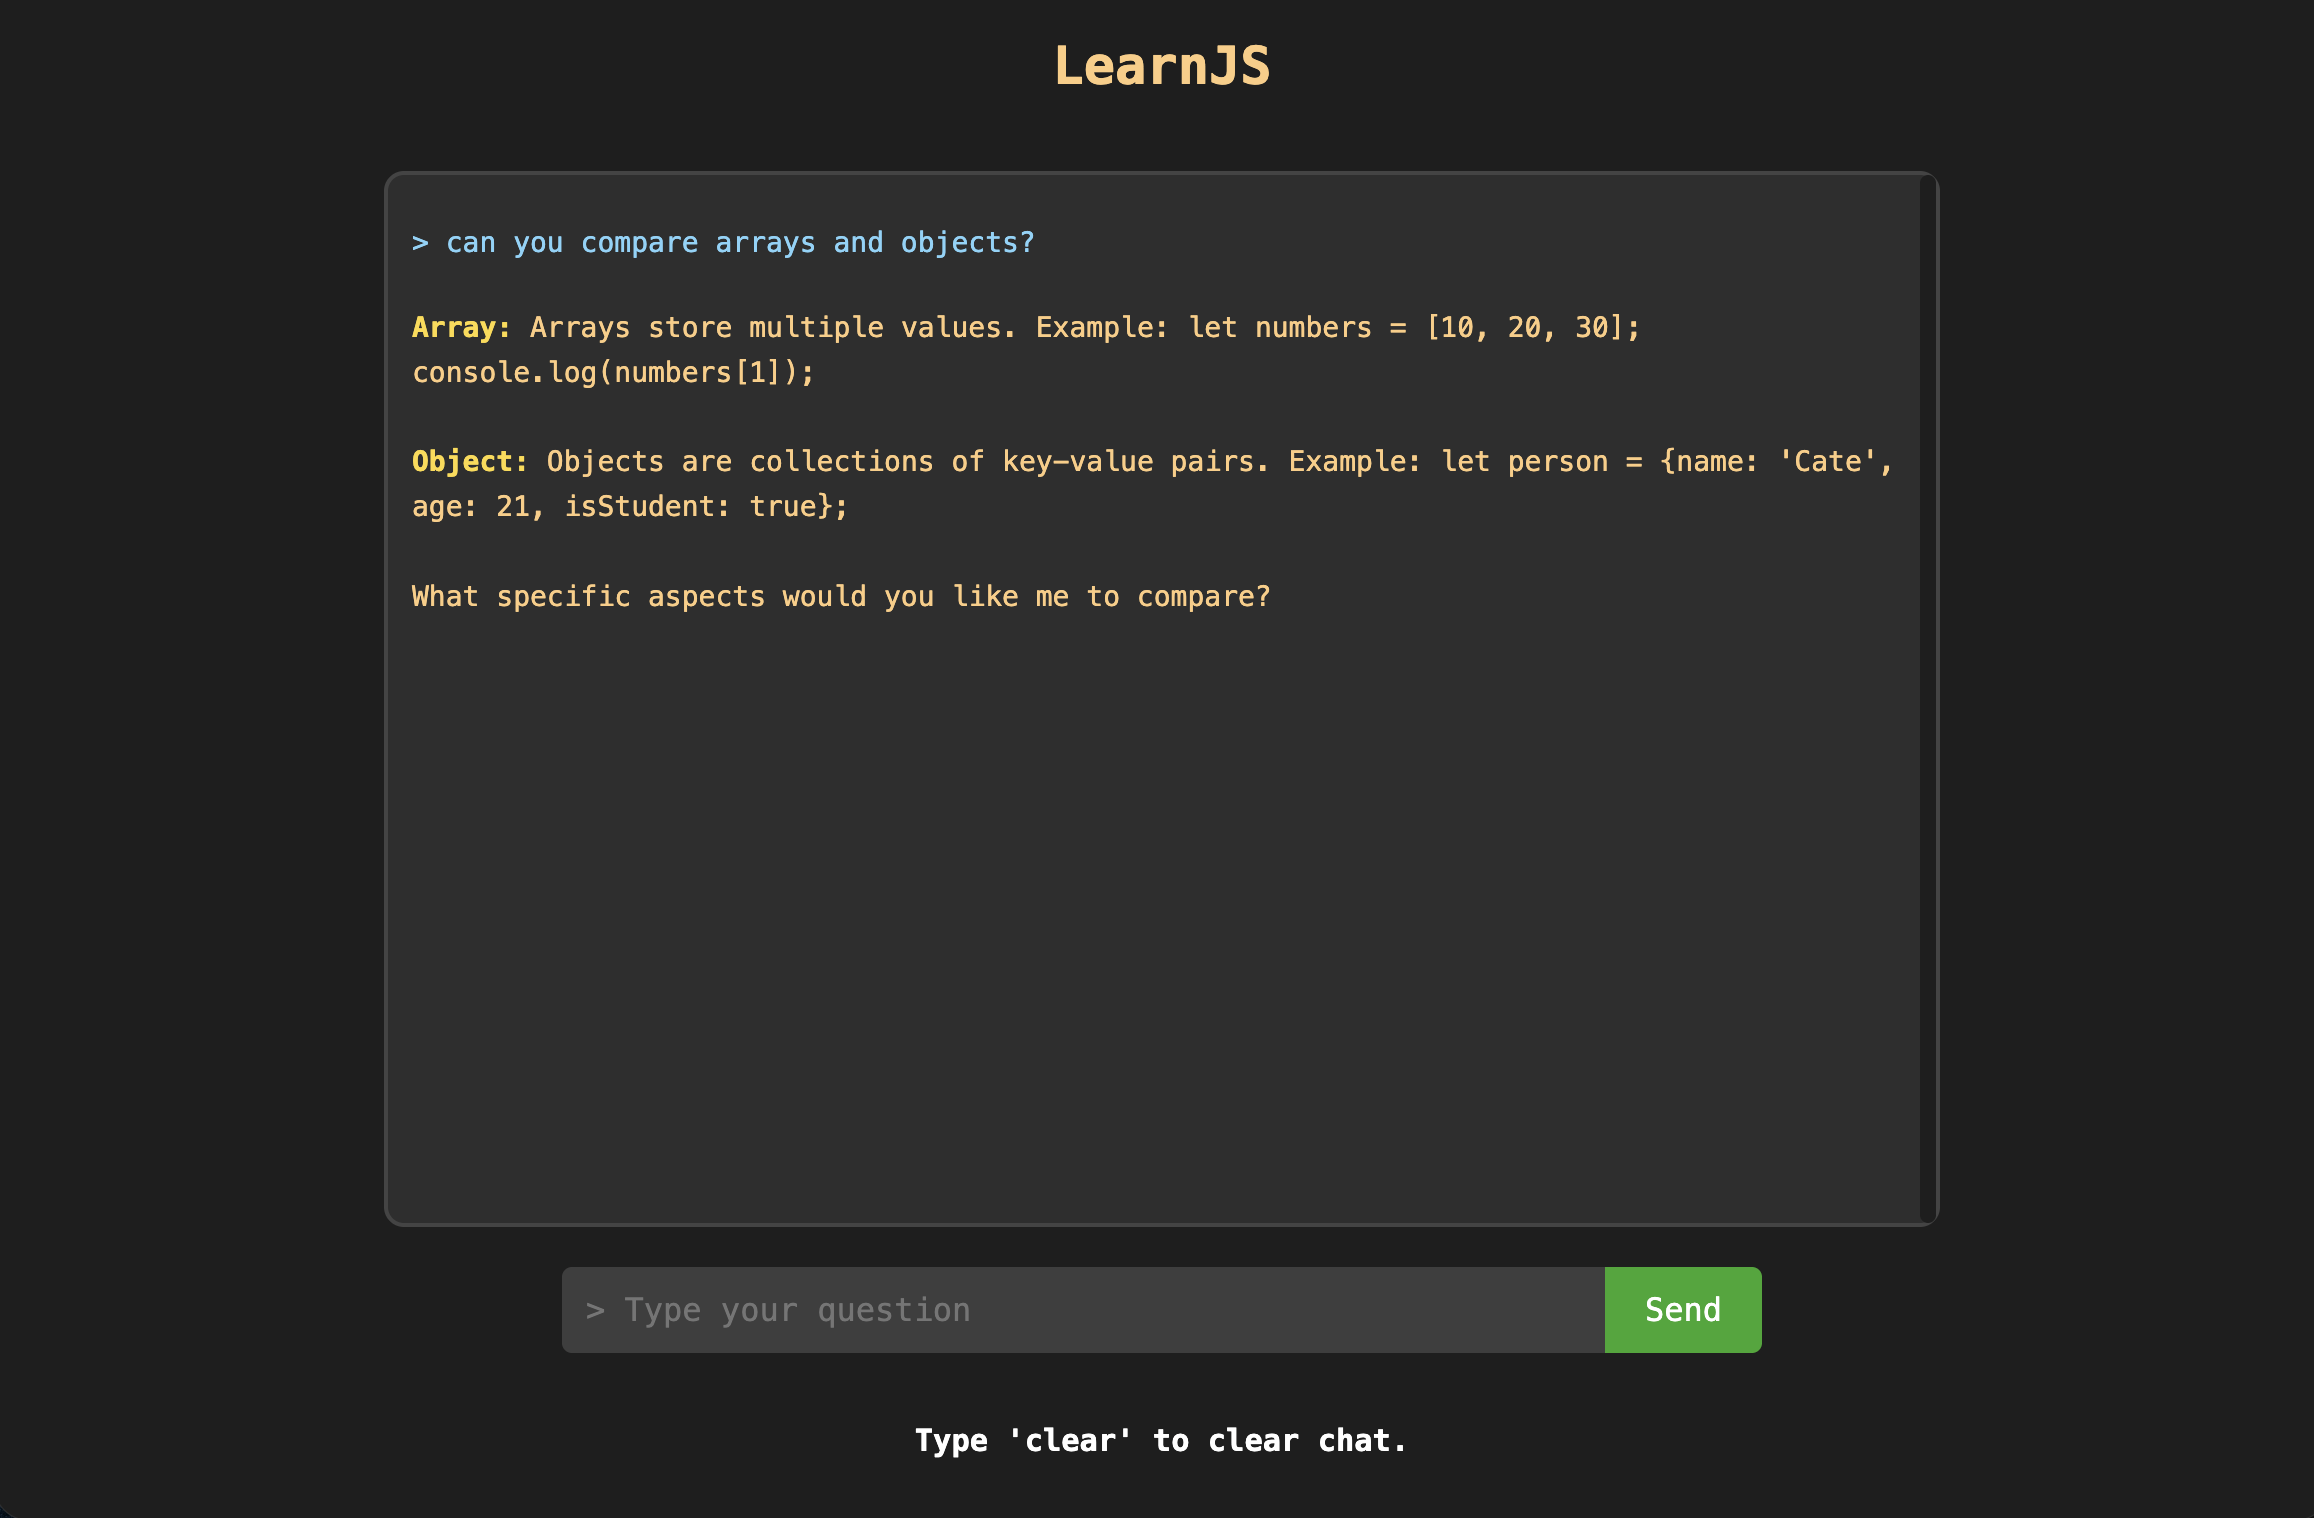 LearnJS
> can you compare arrays and objects?
Array: Arrays store multiple values. Example: let numbers = [10, 20, 30];
console.log(numbers[1]);
Object: Objects are collections of key-value pairs. Example: let person = {name: 'Cate',
age: 21, isStudent: true};
What specific aspects would you like me to compare?
> Type your question
Send
Type 'clear' to clear chat.